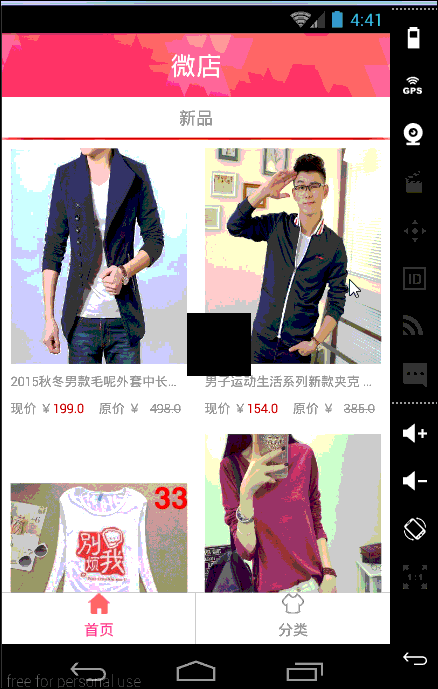 4:41
微店
新品
GPS
ID
2015秋冬男款毛呢外套中长...
男子运动生活系列新款夹克 ...
现价 ￥199.0 原价 ￥ 498.0
现价 ￥154.0 原价 ￥ 385.0
33
别烦我
1:1
首页
分类
free for personal use